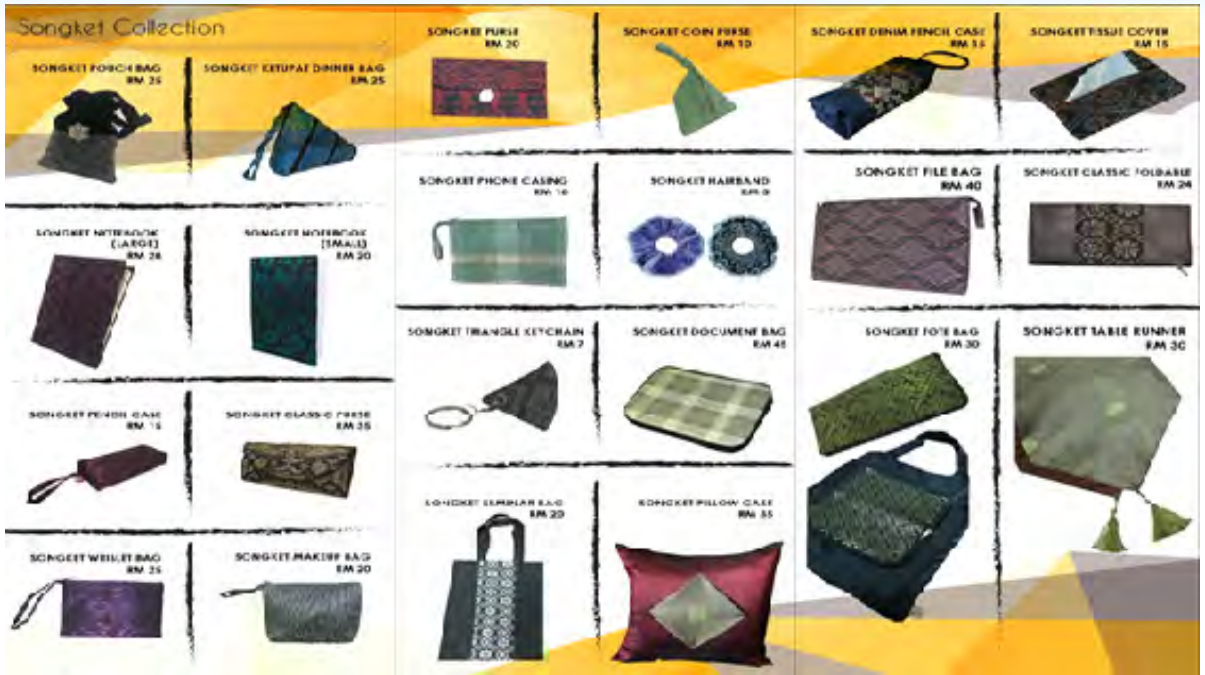 Songket Collection
SONGKET POUCH BAG
RM 25
SONGKET KETUPAT DINNER BAG
RM 25
SONGKET NOTEBOOK
[LARGE]
RM
SONGKET NOTEBOOK
[SMALL]
RM 20
SONGKET PENCIL CASE
RM
SONGKET CLASSIC PURSE
RM 35
SONGKET WRISLET BAG
RM 25
SONGKET MAKEUP BAG
RM 20
SONGKET PURSE
RM 20
SONGKET COIN PURSE
RM 10
SONGKET PHONE CASING
RM
SONGKET HAIRBAND
RM
SONGKET TRIANGLE KEYCHAIN
RM 7
SONGKET DOCUMENT BAG
RM 45
SONGKET SEMINAR BAG
RM 20
SONGKET PILLOW CASE
RM 35
SONGKET DENIM PENCIL CASE
RM
SONGKET TISSUE COVER
RM 15
SONGKET FILE BAG
RM 40
SONGKET CLASSIC FOLDABLE
RM 24
SONGKET TOTE BAG
RM 30
SONGKET TABLE RUNNER
RM 30